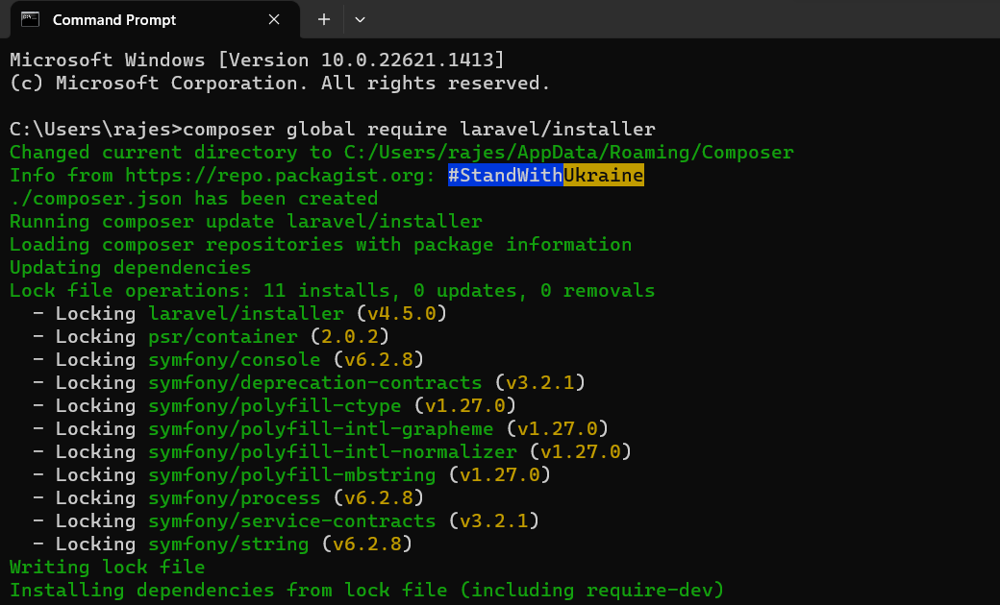 Command Prompt
Microsoft Windows [Version 10.0.22621.1413]
(c) Microsoft Corporation. All rights reserved.
C:\Users\rajes>composer global require laravel/installer
Changed current directory to C:/Users/rajes/AppData/Roaming/Composer
Info from https://repo.packagist.org: #StandWithUkraine
./composer.json has been created
Running composer update laravel/installer
Loading composer repositories with package information
Updating dependencies
Lock file operations: 11 installs, 0 updates, 0 removals
  - Locking laravel/installer (v4.5.0)
  - Locking psr/container (2.0.2)
  - Locking symfony/console (v6.2.8)
  - Locking symfony/deprecation-contracts (v3.2.1)
  - Locking symfony/polyfill-ctype (v1.27.0)
  - Locking symfony/polyfill-intl-grapheme (v1.27.0)
  - Locking symfony/polyfill-intl-normalizer (v1.27.0)
  - Locking symfony/polyfill-mbstring (v1.27.0)
  - Locking symfony/process (v6.2.8)
  - Locking symfony/service-contracts (v3.2.1)
  - Locking symfony/string (v6.2.8)
Writing lock file
Installing dependencies from lock file (including require-dev)